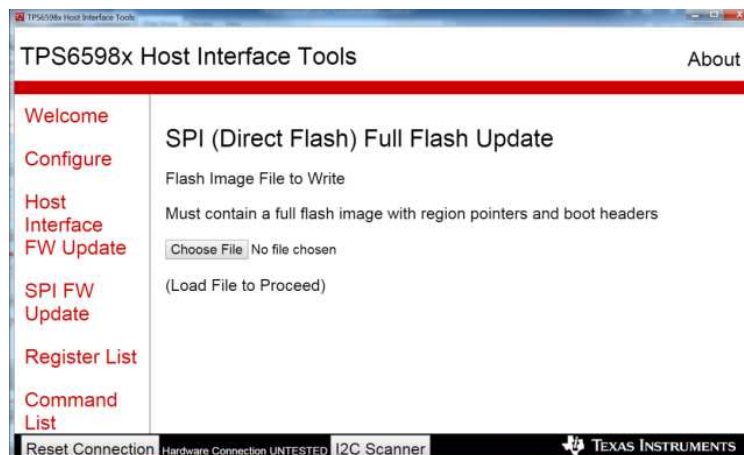 TPS6598x Host Interface Tools
TPS6598x Host Interface Tools
About
Welcome
Configure
Host
Interface
FW Update
SPI FW
Update
Register List
Command
List
SPI (Direct Flash) Full Flash Update
Flash Image File to Write
Must contain a full flash image with region pointers and boot headers
Choose File No file chosen
(Load File to Proceed)
Reset Connection Hardware Connection UNTESTED I2C Scanner
TEXAS INSTRUMENTS